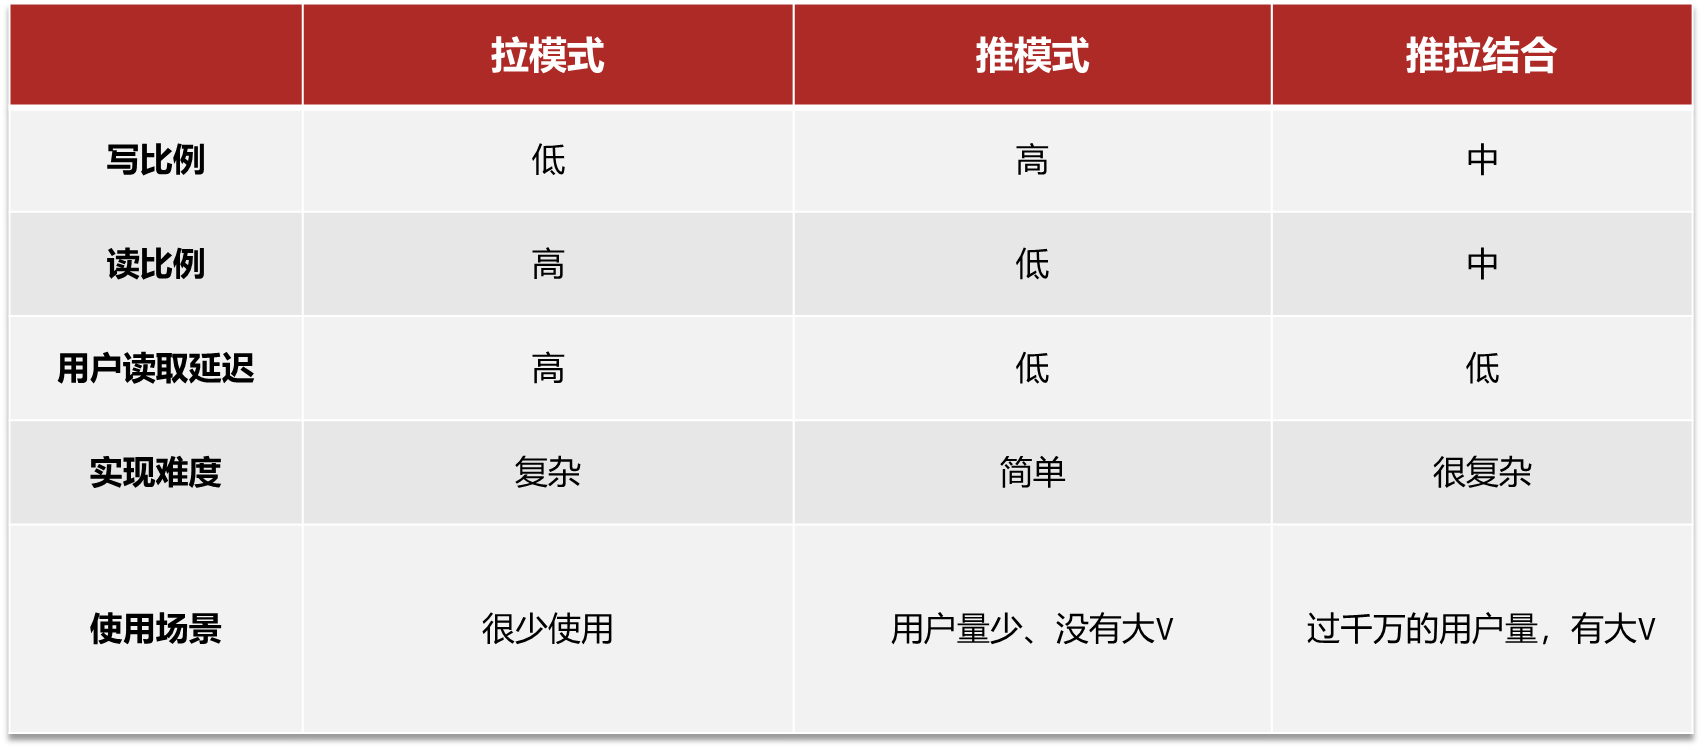 拉模式 推模式 推拉结合
写比例 低 高 中
读比例 高 低 中
用户读取延迟 高 低 低
实现难度 复杂 简单 很复杂
使用场景 很少使用 用户量少、没有大V 过千万的用户量，有大V